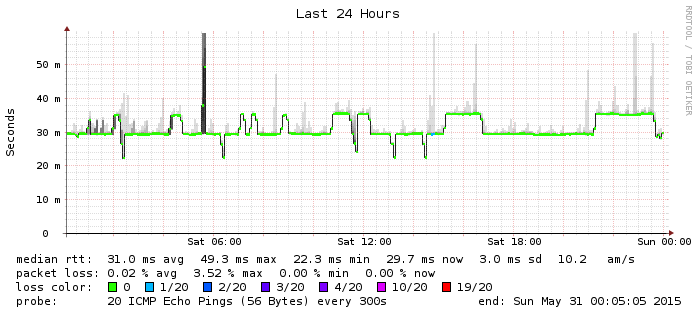 Last 24 Hours
RRDTOOL / TOBI OETIKER
Seconds
50 m
40 m
30 m
20 m
10 m
0
Sat 06:00 Sat 12:00 Sat 18:00 Sun 00:00
median rtt: 31.0 ms avg 49.3 ms max 22.3 ms min 29.7 ms now 3.0 ms sd 10.2 am/s
packet loss: 0.02 % avg 3.52 % max 0.00 % min 0.00 % now
loss color: 0 1/20 2/20 3/20 4/20 10/20 19/20
probe: 20 ICMP Echo Pings (56 Bytes) every 300s end: Sun May 31 00:05:05 2015